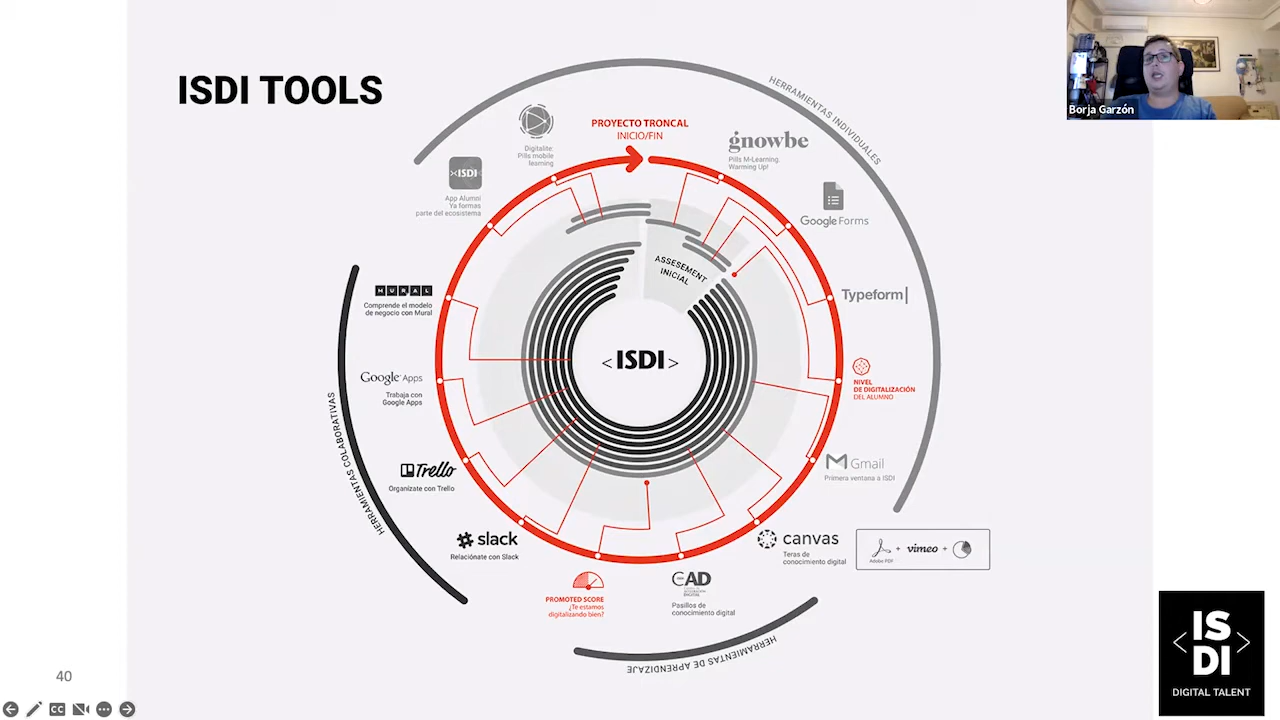 ISDI TOOLS
Borja Garzón
HERRAMIENTAS INDIVIDUALES
PROYECTO TRONCAL
INICIO/FIN
gnowbe
Pills M-Learning.
Warming Up!
Google Forms
Typeform
NIVEL
DE DIGITALIZACIÓN
DEL ALUMNO
Gmail
Primera ventana a ISDI
canvas
Teras de
conocimiento digital
Adobe PDF
+ vimeo +
CAD
Pasillos de
conocimiento digital
HERRAMIENTAS DE APRENDIZAJE
PROMOTED SCORE
¿Te estamos
digitalizando bien?
slack
Relaciónate con Slack
Trello
Organízate con Trello
HERRAMIENTAS COLABORATIVAS
Google Apps
Trabaja con
Google Apps
MURAL
Comprende el modelo
de negocio con Mural
<ISDI>
App Alumni
Ya formas
parte del ecosistema
Digitalite:
Pills mobile
learning
ASSESEMENT
INICIAL
<ISDI>
40
CC
<IS
DI>
DIGITAL TALENT